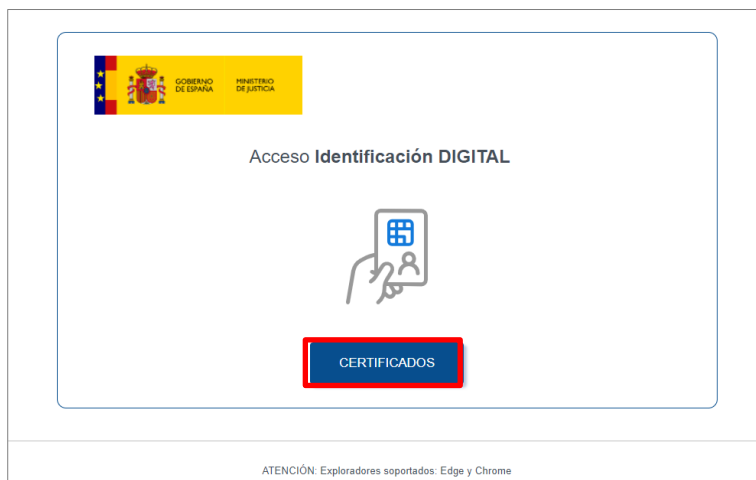 GOBIERNO MINISTERIO
DE ESPAÑA DE JUSTICIA
Acceso Identificación DIGITAL
CERTIFICADOS
ATENCIÓN: Exploradores soportados: Edge y Chrome